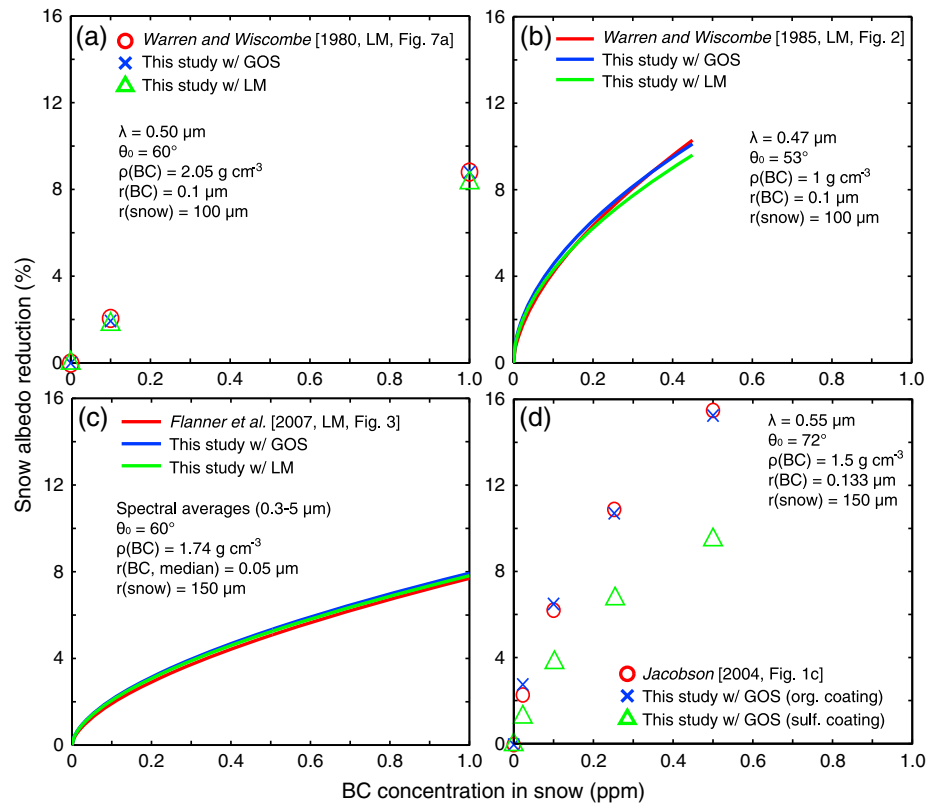 Snow albedo reduction (%)
(a)
Warren and Wiscombe [1980, LM, Fig. 7a]
This study w/ GOS
This study w/ LM
λ = 0.50 μm
θ₀ = 60°
ρ(BC) = 2.05 g cm⁻³
r(BC) = 0.1 μm
r(snow) = 100 μm
16
12
8
4
0
0 0.2 0.4 0.6 0.8 1.0
(b)
Warren and Wiscombe [1985, LM, Fig. 2]
This study w/ GOS
This study w/ LM
λ = 0.47 μm
θ₀ = 53°
ρ(BC) = 1 g cm⁻³
r(BC) = 0.1 μm
r(snow) = 100 μm
16
12
8
4
0
0 0.2 0.4 0.6 0.8 1.0
(c)
Flanner et al. [2007, LM, Fig. 3]
This study w/ GOS
This study w/ LM
Spectral averages (0.3-5 μm)
θ₀ = 60°
ρ(BC) = 1.74 g cm⁻³
r(BC, median) = 0.05 μm
r(snow) = 150 μm
16
12
8
4
0
0 0.2 0.4 0.6 0.8 1.0
(d)
λ = 0.55 μm
θ₀ = 72°
ρ(BC) = 1.5 g cm⁻³
r(BC) = 0.133 μm
r(snow) = 150 μm
Jacobson [2004, Fig. 1c]
This study w/ GOS (org. coating)
This study w/ GOS (sulf. coating)
16
12
8
4
0
0 0.2 0.4 0.6 0.8 1.0
BC concentration in snow (ppm)